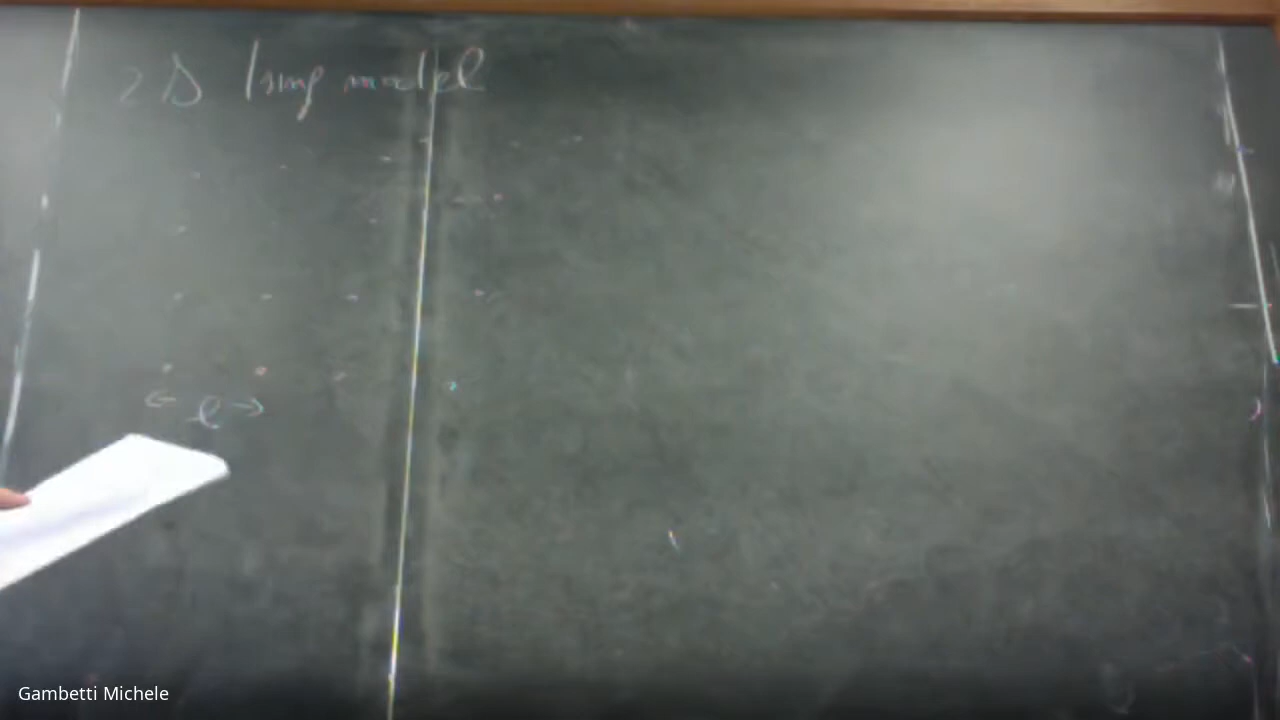 2D Ising model
← l →
Gambetti Michele